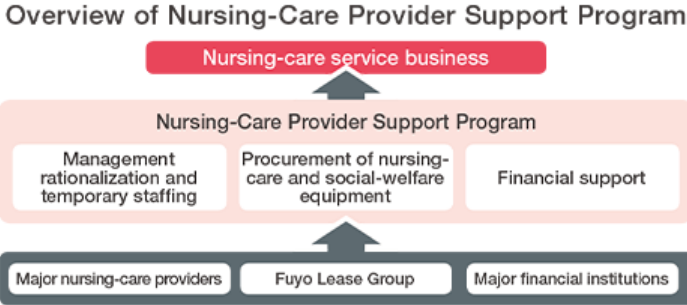 Overview of Nursing-Care Provider Support Program
Nursing-care service business
Nursing-Care Provider Support Program
Management
rationalization and
temporary staffing
Procurement of nursing-
care and social-welfare
equipment
Financial support
Major nursing-care providers
Fuyo Lease Group
Major financial institutions